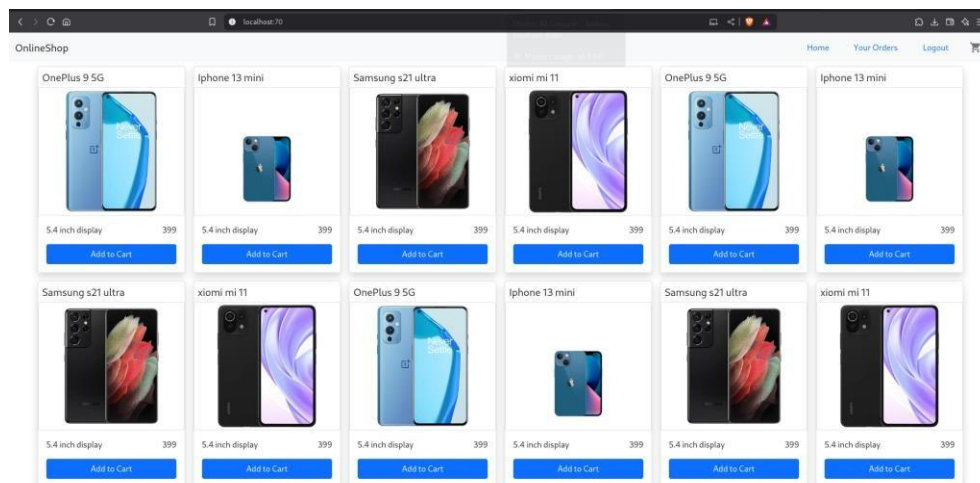 localhost:70
OnlineShop
Home Your Orders Logout
OnePlus 9 5G
Iphone 13 mini
Samsung s21 ultra
xiomi mi 11
OnePlus 9 5G
Iphone 13 mini
Never
Settle
Never
Settle
5.4 inch display 399
5.4 inch display 399
5.4 inch display 399
5.4 inch display 399
5.4 inch display 399
5.4 inch display 399
Add to Cart
Add to Cart
Add to Cart
Add to Cart
Add to Cart
Add to Cart
Samsung s21 ultra
xiomi mi 11
OnePlus 9 5G
Iphone 13 mini
Samsung s21 ultra
xiomi mi 11
Never
Settle
5.4 inch display 399
5.4 inch display 399
5.4 inch display 399
5.4 inch display 399
5.4 inch display 399
5.4 inch display 399
Add to Cart
Add to Cart
Add to Cart
Add to Cart
Add to Cart
Add to Cart